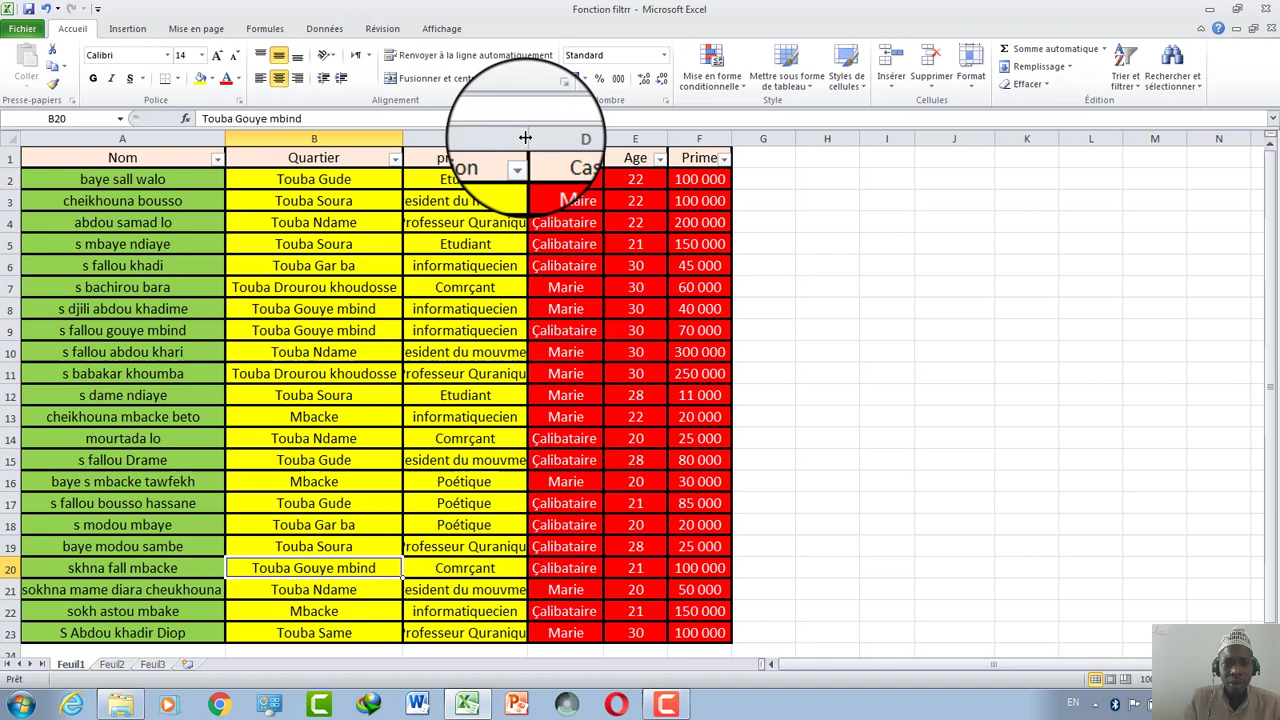 Fonction filtrr - Microsoft Excel
Fichier Accueil Insertion Mise en page Formules Données Révision Affichage
Coller Calibri 14 A A Renvoyer à la ligne automatiquement Standard Mise en forme conditionnelle Mettre sous forme de tableau Styles de cellules Insérer Supprimer Format Σ Somme automatique Remplissage Effacer Trier et filtrer Rechercher et sélectionner
G I S A Fusionner et cent % 000
Presse-papiers Police Alignement Style Cellules Édition
B20 Touba Gouye mbind
A B D E F G H I J K L M N
1 Nom Quartier Cas Age Prime
2 baye sall walo Touba Gude 22 100 000
3 cheikhouna bousso Touba Soura Marie 22 100 000
4 abdou samad lo Touba Ndame Professeur Quraniqu Çalibataire 22 200 000
5 s mbaye ndiaye Touba Soura Etudiant Çalibataire 21 150 000
6 s fallou khadi Touba Gar ba informatiquecien Çalibataire 30 45 000
7 s bachirou bara Touba Drourou khoudosse Comrçant Marie 30 60 000
8 s djili abdou khadime Touba Gouye mbind informatiquecien Marie 30 40 000
9 s fallou gouye mbind Touba Gouye mbind informatiquecien Çalibataire 30 70 000
10 s fallou abdou khari Touba Ndame esident du mouvme Marie 30 300 000
11 s babakar khoumba Touba Drourou khoudosse Professeur Quraniqu Marie 30 250 000
12 s dame ndiaye Touba Soura Etudiant Marie 28 11 000
13 cheikhouna mbacke beto Mbacke informatiquecien Marie 22 20 000
14 mourtada lo Touba Ndame Comrçant Çalibataire 20 25 000
15 s fallou Drame Touba Gude esident du mouvme Çalibataire 28 80 000
16 baye s mbacke tawfekh Mbacke Poétique Marie 20 30 000
17 s fallou bousso hassane Touba Gude Poétique Çalibataire 21 85 000
18 s modou mbaye Touba Gar ba Poétique Çalibataire 20 20 000
19 baye modou sambe Touba Soura Professeur Quraniqu Çalibataire 28 25 000
20 skhna fall mbacke Touba Gouye mbind Comrçant Çalibataire 21 100 000
21 sokhna mame diara cheukhouna Touba Ndame esident du mouvme Marie 20 50 000
22 sokh astou mbake Mbacke informatiquecien Çalibataire 21 150 000
23 S Abdou khadir Diop Touba Same Professeur Quraniqu Marie 30 100 000
24
Feuil1 Feuil2 Feuil3
Prêt
EN